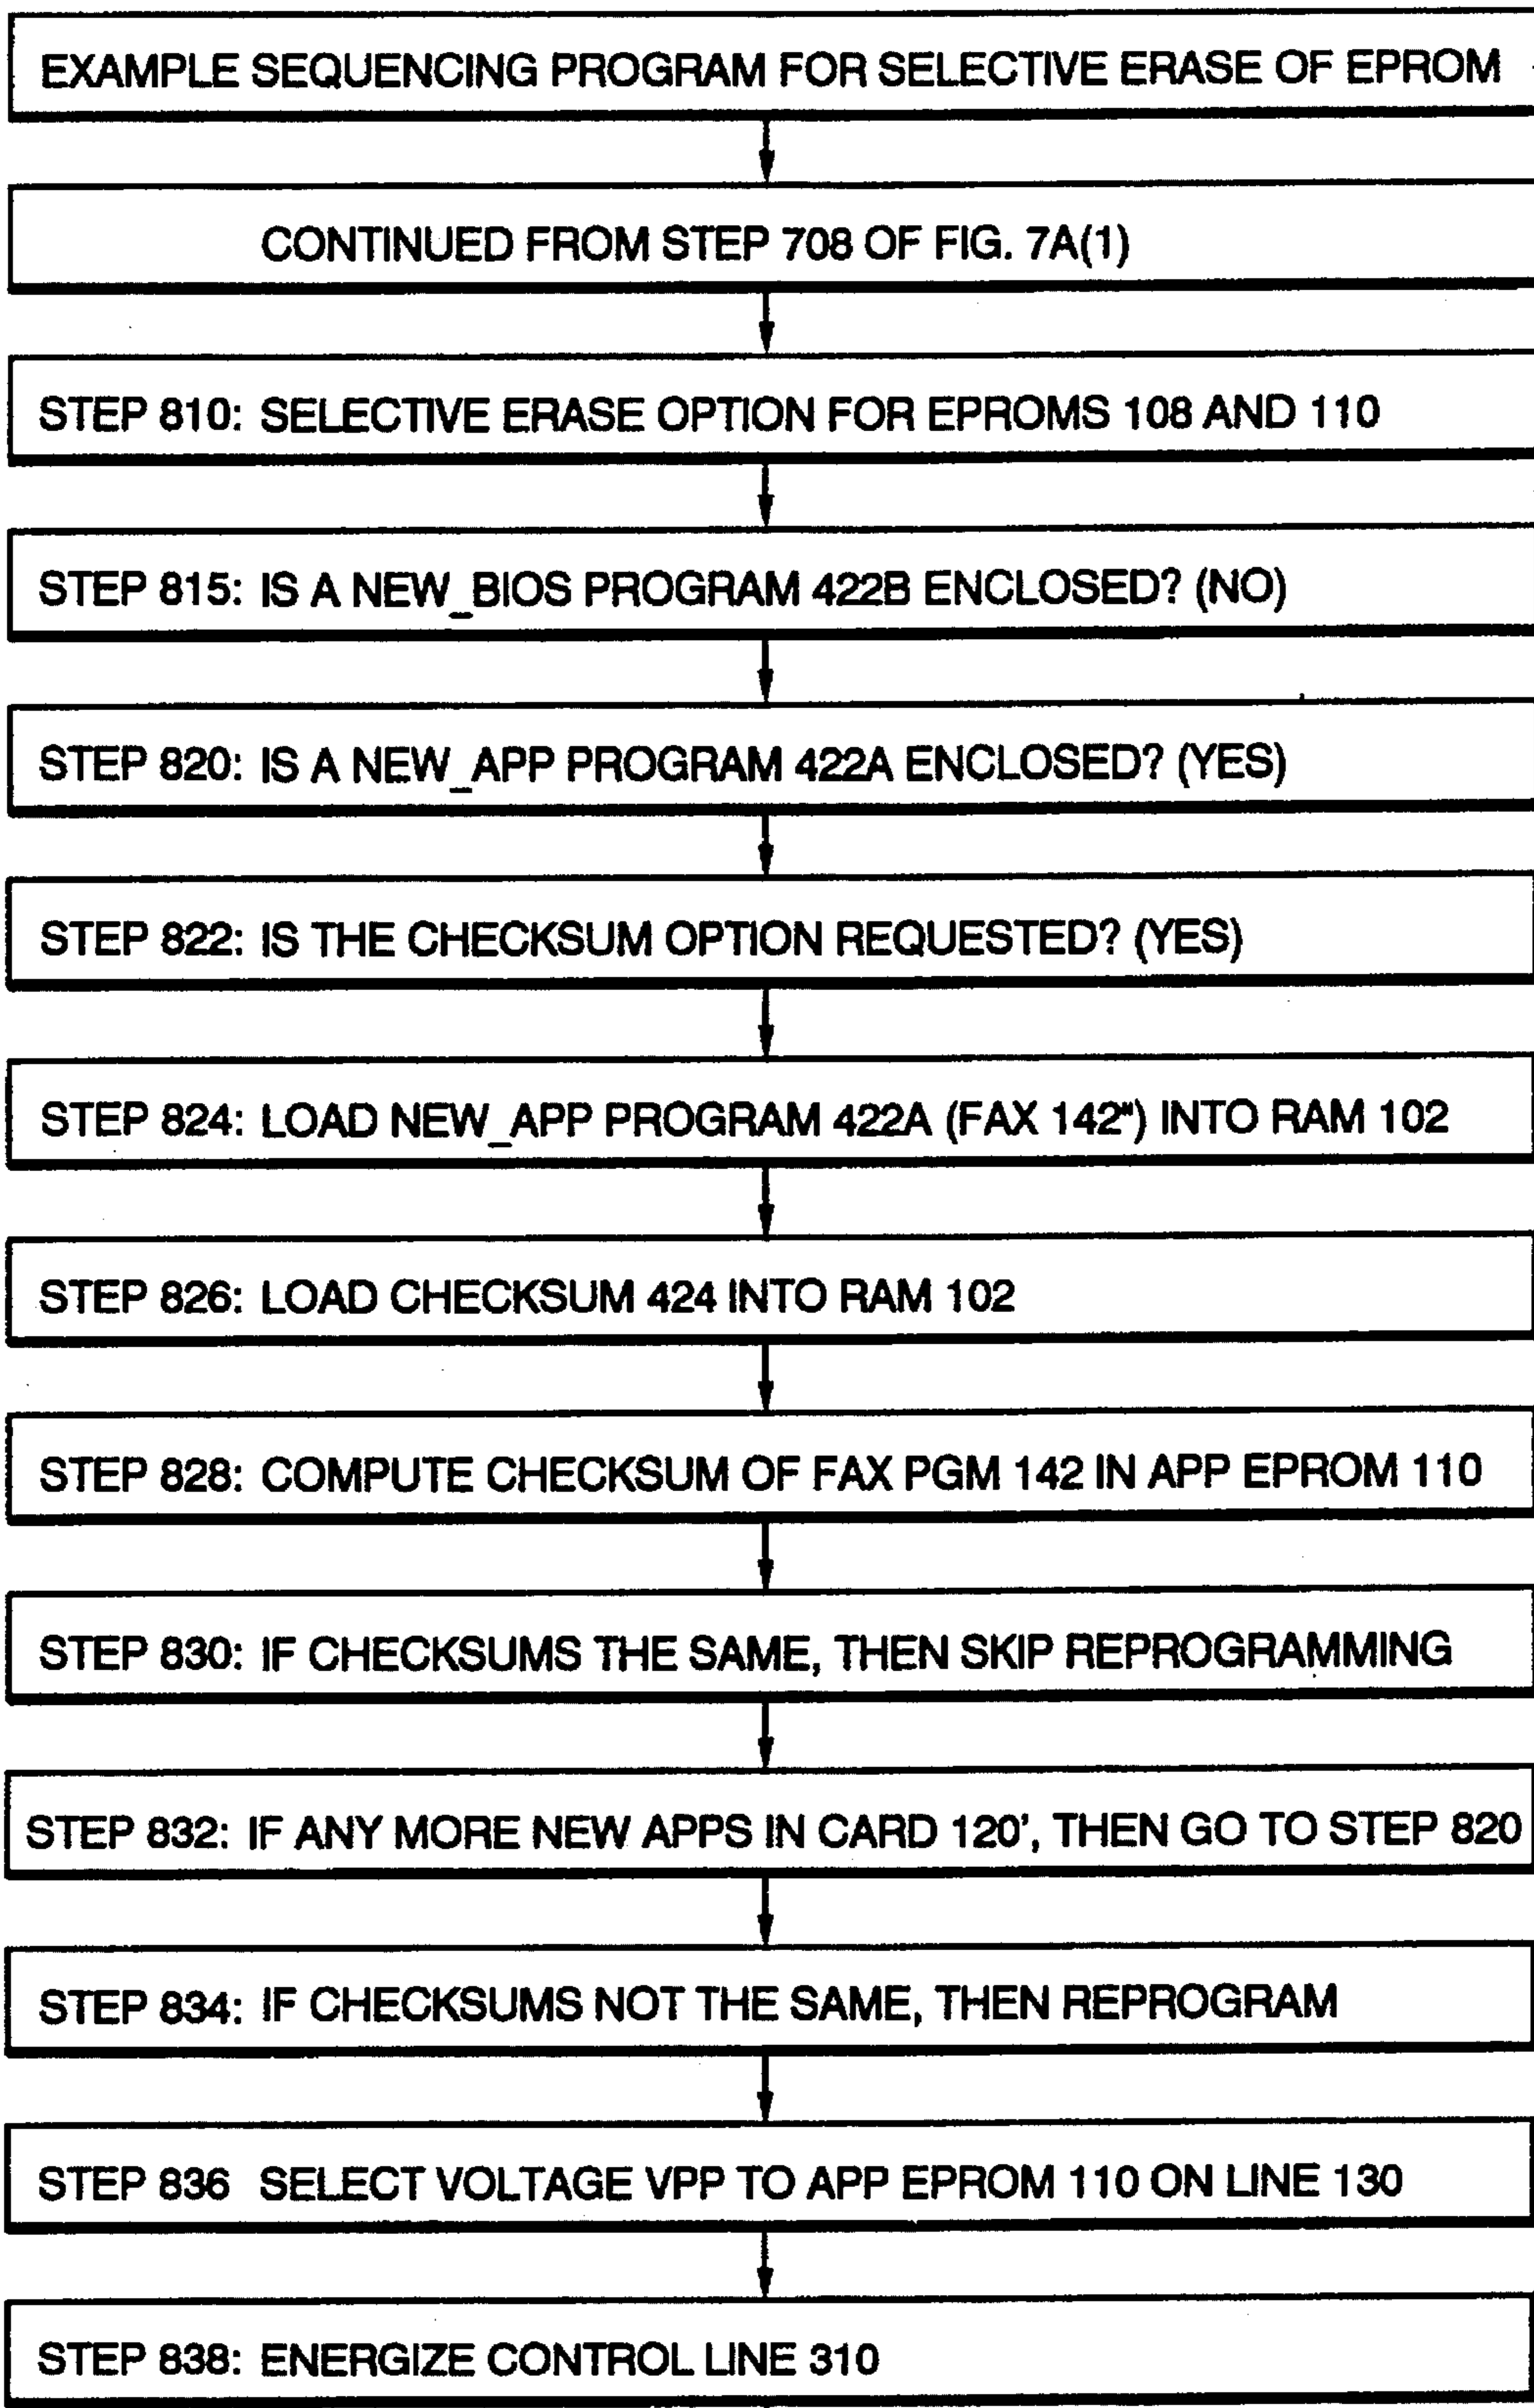 EXAMPLE SEQUENCING PROGRAM FOR SELECTIVE ERASE OF EPROM
CONTINUED FROM STEP 708 OF FIG. 7A(1)
STEP 810: SELECTIVE ERASE OPTION FOR EPROMS 108 AND 110
STEP 815: IS A NEW_BIOS PROGRAM 422B ENCLOSED? (NO)
STEP 820: IS A NEW_APP PROGRAM 422A ENCLOSED? (YES)
STEP 822: IS THE CHECKSUM OPTION REQUESTED? (YES)
STEP 824: LOAD NEW_APP PROGRAM 422A (FAX 142") INTO RAM 102
STEP 826: LOAD CHECKSUM 424 INTO RAM 102
STEP 828: COMPUTE CHECKSUM OF FAX PGM 142 IN APP EPROM 110
STEP 830: IF CHECKSUMS THE SAME, THEN SKIP REPROGRAMMING
STEP 832: IF ANY MORE NEW APPS IN CARD 120', THEN GO TO STEP 820
STEP 834: IF CHECKSUMS NOT THE SAME, THEN REPROGRAM
STEP 836 SELECT VOLTAGE VPP TO APP EPROM 110 ON LINE 130
STEP 838: ENERGIZE CONTROL LINE 310